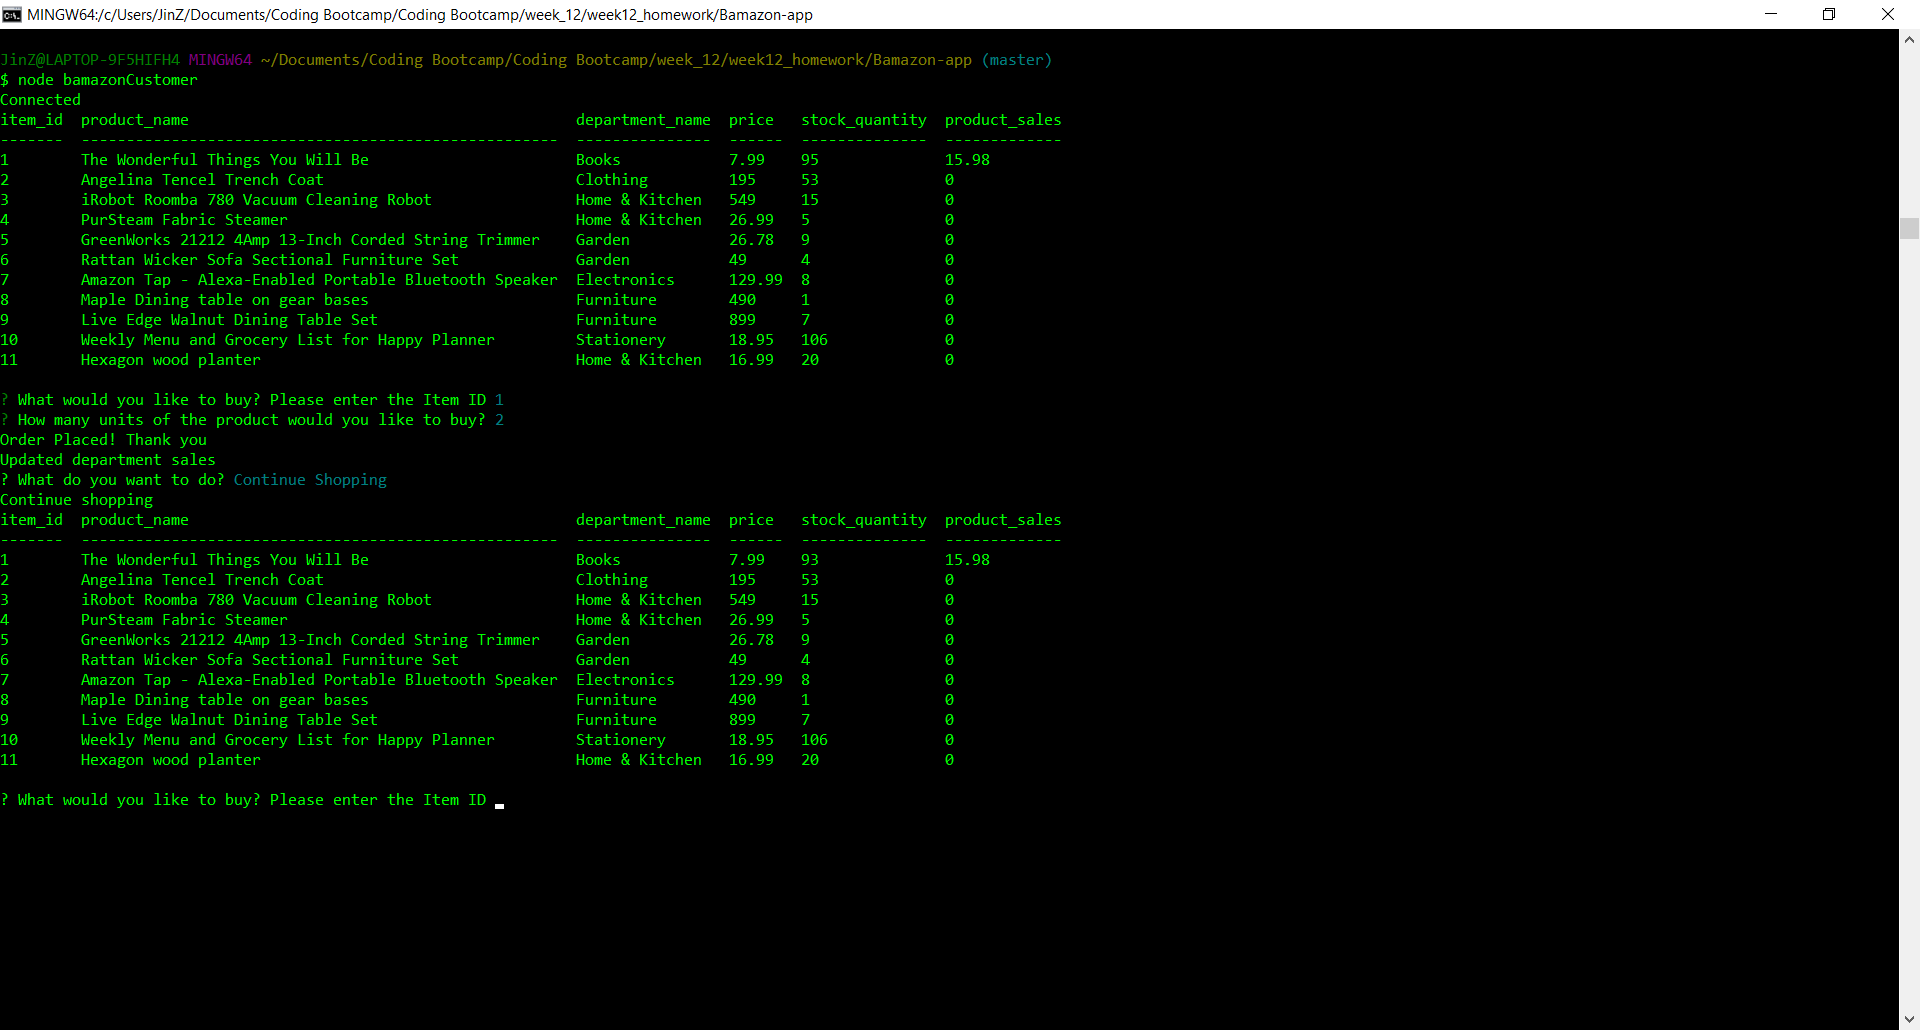 MINGW64:/c/Users/JinZ/Documents/Coding Bootcamp/Coding Bootcamp/week_12/week12_homework/Bamazon-app
JinZ@LAPTOP-9F5HIFH4 MINGW64 ~/Documents/Coding Bootcamp/Coding Bootcamp/week_12/week12_homework/Bamazon-app (master)
$ node bamazonCustomer
Connected
item_id  product_name                                           department_name  price   stock_quantity  product_sales
-------  -----------------------------------------------------  ---------------  ------  --------------  -------------
1        The Wonderful Things You Will Be                       Books            7.99    95              15.98
2        Angelina Tencel Trench Coat                            Clothing         195     53              0
3        iRobot Roomba 780 Vacuum Cleaning Robot                Home & Kitchen   549     15              0
4        PurSteam Fabric Steamer                                Home & Kitchen   26.99   5               0
5        GreenWorks 21212 4Amp 13-Inch Corded String Trimmer    Garden           26.78   9               0
6        Rattan Wicker Sofa Sectional Furniture Set             Garden           49      4               0
7        Amazon Tap - Alexa-Enabled Portable Bluetooth Speaker  Electronics      129.99  8               0
8        Maple Dining table on gear bases                       Furniture        490     1               0
9        Live Edge Walnut Dining Table Set                      Furniture        899     7               0
10       Weekly Menu and Grocery List for Happy Planner         Stationery       18.95   106             0
11       Hexagon wood planter                                   Home & Kitchen   16.99   20              0
? What would you like to buy? Please enter the Item ID 1
? How many units of the product would you like to buy? 2
Order Placed! Thank you
Updated department sales
? What do you want to do? Continue Shopping
Continue shopping
item_id  product_name                                           department_name  price   stock_quantity  product_sales
-------  -----------------------------------------------------  ---------------  ------  --------------  -------------
1        The Wonderful Things You Will Be                       Books            7.99    93              15.98
2        Angelina Tencel Trench Coat                            Clothing         195     53              0
3        iRobot Roomba 780 Vacuum Cleaning Robot                Home & Kitchen   549     15              0
4        PurSteam Fabric Steamer                                Home & Kitchen   26.99   5               0
5        GreenWorks 21212 4Amp 13-Inch Corded String Trimmer    Garden           26.78   9               0
6        Rattan Wicker Sofa Sectional Furniture Set             Garden           49      4               0
7        Amazon Tap - Alexa-Enabled Portable Bluetooth Speaker  Electronics      129.99  8               0
8        Maple Dining table on gear bases                       Furniture        490     1               0
9        Live Edge Walnut Dining Table Set                      Furniture        899     7               0
10       Weekly Menu and Grocery List for Happy Planner         Stationery       18.95   106             0
11       Hexagon wood planter                                   Home & Kitchen   16.99   20              0
? What would you like to buy? Please enter the Item ID